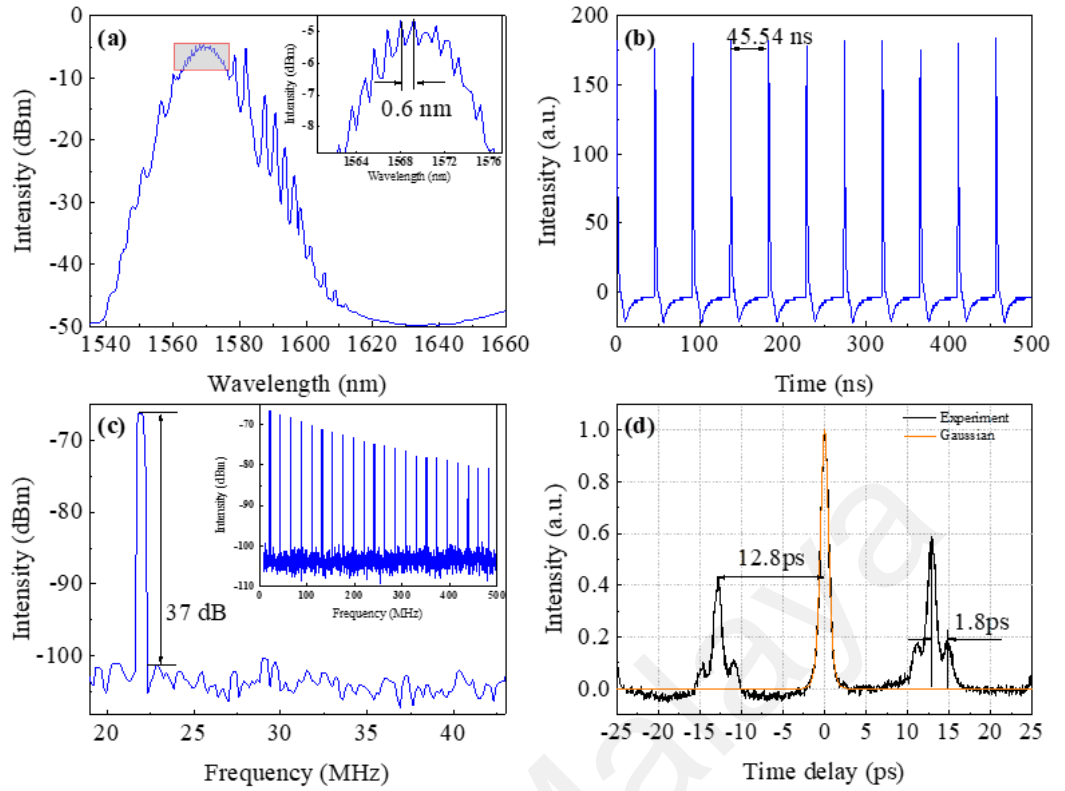 (a)
0
-10
-20
-30
-40
-50
1540 1560 1580 1600 1620 1640 1660
Intensity (dBm)
Wavelength (nm)
-5
-6
-7
-8
1564 1568 1572 1576
Intensity (dBm)
Wavelength (nm)
0.6 nm
(b)
45.54 ns
200
150
100
50
0
0 100 200 300 400 500
Intensity (a.u.)
Time (ns)
(c)
-70
-80
-90
-100
20 25 30 35 40
Intensity (dBm)
Frequency (MHz)
37 dB
-70
-80
-90
-100
-110
0 100 200 300 400 500
Intensity (dBm)
Frequency (MHz)
(d)
Experiment
Gaussian
1.0
0.8
0.6
0.4
0.2
0.0
-25 -20 -15 -10 -5 0 5 10 15 20 25
Intensity (a.u.)
Time delay (ps)
12.8ps
1.8ps
alaya